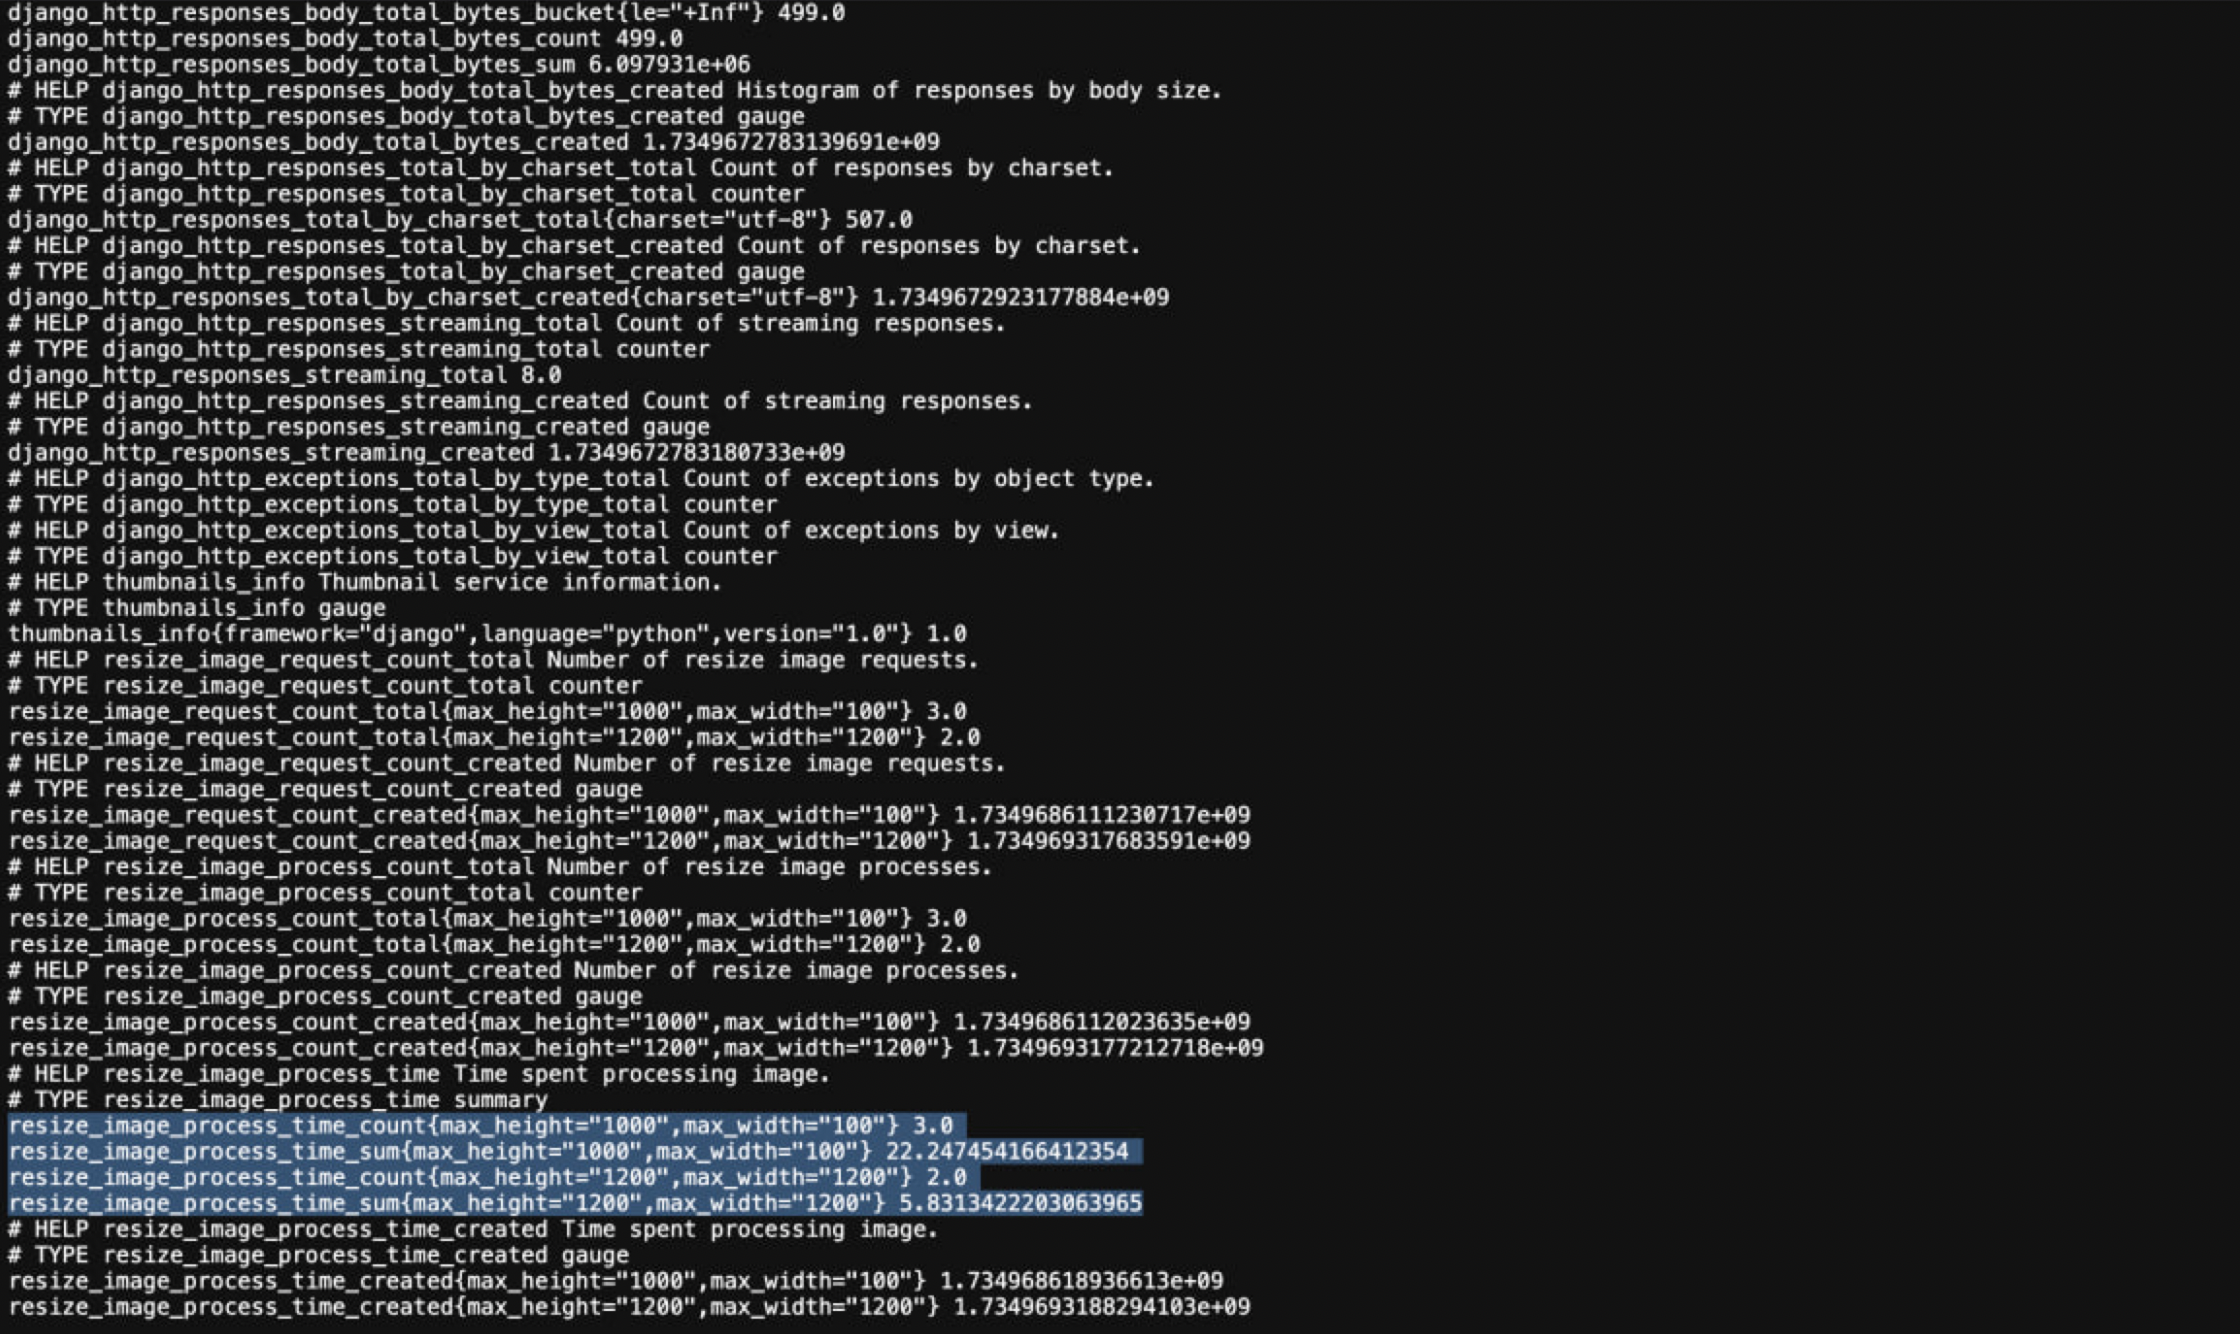 django_http_responses_body_total_bytes_bucket{le="+Inf"} 499.0
django_http_responses_body_total_bytes_count 499.0
django_http_responses_body_total_bytes_sum 6.097931e+06
# HELP django_http_responses_body_total_bytes_created Histogram of responses by body size.
# TYPE django_http_responses_body_total_bytes_created gauge
django_http_responses_body_total_bytes_created 1.7349672783139691e+09
# HELP django_http_responses_total_by_charset_total Count of responses by charset.
# TYPE django_http_responses_total_by_charset_total counter
django_http_responses_total_by_charset_total{charset="utf-8"} 507.0
# HELP django_http_responses_total_by_charset_created Count of responses by charset.
# TYPE django_http_responses_total_by_charset_created gauge
django_http_responses_total_by_charset_created{charset="utf-8"} 1.7349672923177884e+09
# HELP django_http_responses_streaming_total Count of streaming responses.
# TYPE django_http_responses_streaming_total counter
django_http_responses_streaming_total 8.0
# HELP django_http_responses_streaming_created Count of streaming responses.
# TYPE django_http_responses_streaming_created gauge
django_http_responses_streaming_created 1.7349672783180733e+09
# HELP django_http_exceptions_total_by_type_total Count of exceptions by object type.
# TYPE django_http_exceptions_total_by_type_total counter
# HELP django_http_exceptions_total_by_view_total Count of exceptions by view.
# TYPE django_http_exceptions_total_by_view_total counter
# HELP thumbnails_info Thumbnail service information.
# TYPE thumbnails_info gauge
thumbnails_info{framework="django",language="python",version="1.0"} 1.0
# HELP resize_image_request_count_total Number of resize image requests.
# TYPE resize_image_request_count_total counter
resize_image_request_count_total{max_height="1000",max_width="100"} 3.0
resize_image_request_count_total{max_height="1200",max_width="1200"} 2.0
# HELP resize_image_request_count_created Number of resize image requests.
# TYPE resize_image_request_count_created gauge
resize_image_request_count_created{max_height="1000",max_width="100"} 1.7349686111230717e+09
resize_image_request_count_created{max_height="1200",max_width="1200"} 1.734969317683591e+09
# HELP resize_image_process_count_total Number of resize image processes.
# TYPE resize_image_process_count_total counter
resize_image_process_count_total{max_height="1000",max_width="100"} 3.0
resize_image_process_count_total{max_height="1200",max_width="1200"} 2.0
# HELP resize_image_process_count_created Number of resize image processes.
# TYPE resize_image_process_count_created gauge
resize_image_process_count_created{max_height="1000",max_width="100"} 1.7349686112023635e+09
resize_image_process_count_created{max_height="1200",max_width="1200"} 1.7349693177212718e+09
# HELP resize_image_process_time Time spent processing image.
# TYPE resize_image_process_time summary
resize_image_process_time_count{max_height="1000",max_width="100"} 3.0
resize_image_process_time_sum{max_height="1000",max_width="100"} 22.247454166412354
resize_image_process_time_count{max_height="1200",max_width="1200"} 2.0
resize_image_process_time_sum{max_height="1200",max_width="1200"} 5.8313422203063965
# HELP resize_image_process_time_created Time spent processing image.
# TYPE resize_image_process_time_created gauge
resize_image_process_time_created{max_height="1000",max_width="100"} 1.734968618936613e+09
resize_image_process_time_created{max_height="1200",max_width="1200"} 1.7349693188294103e+09